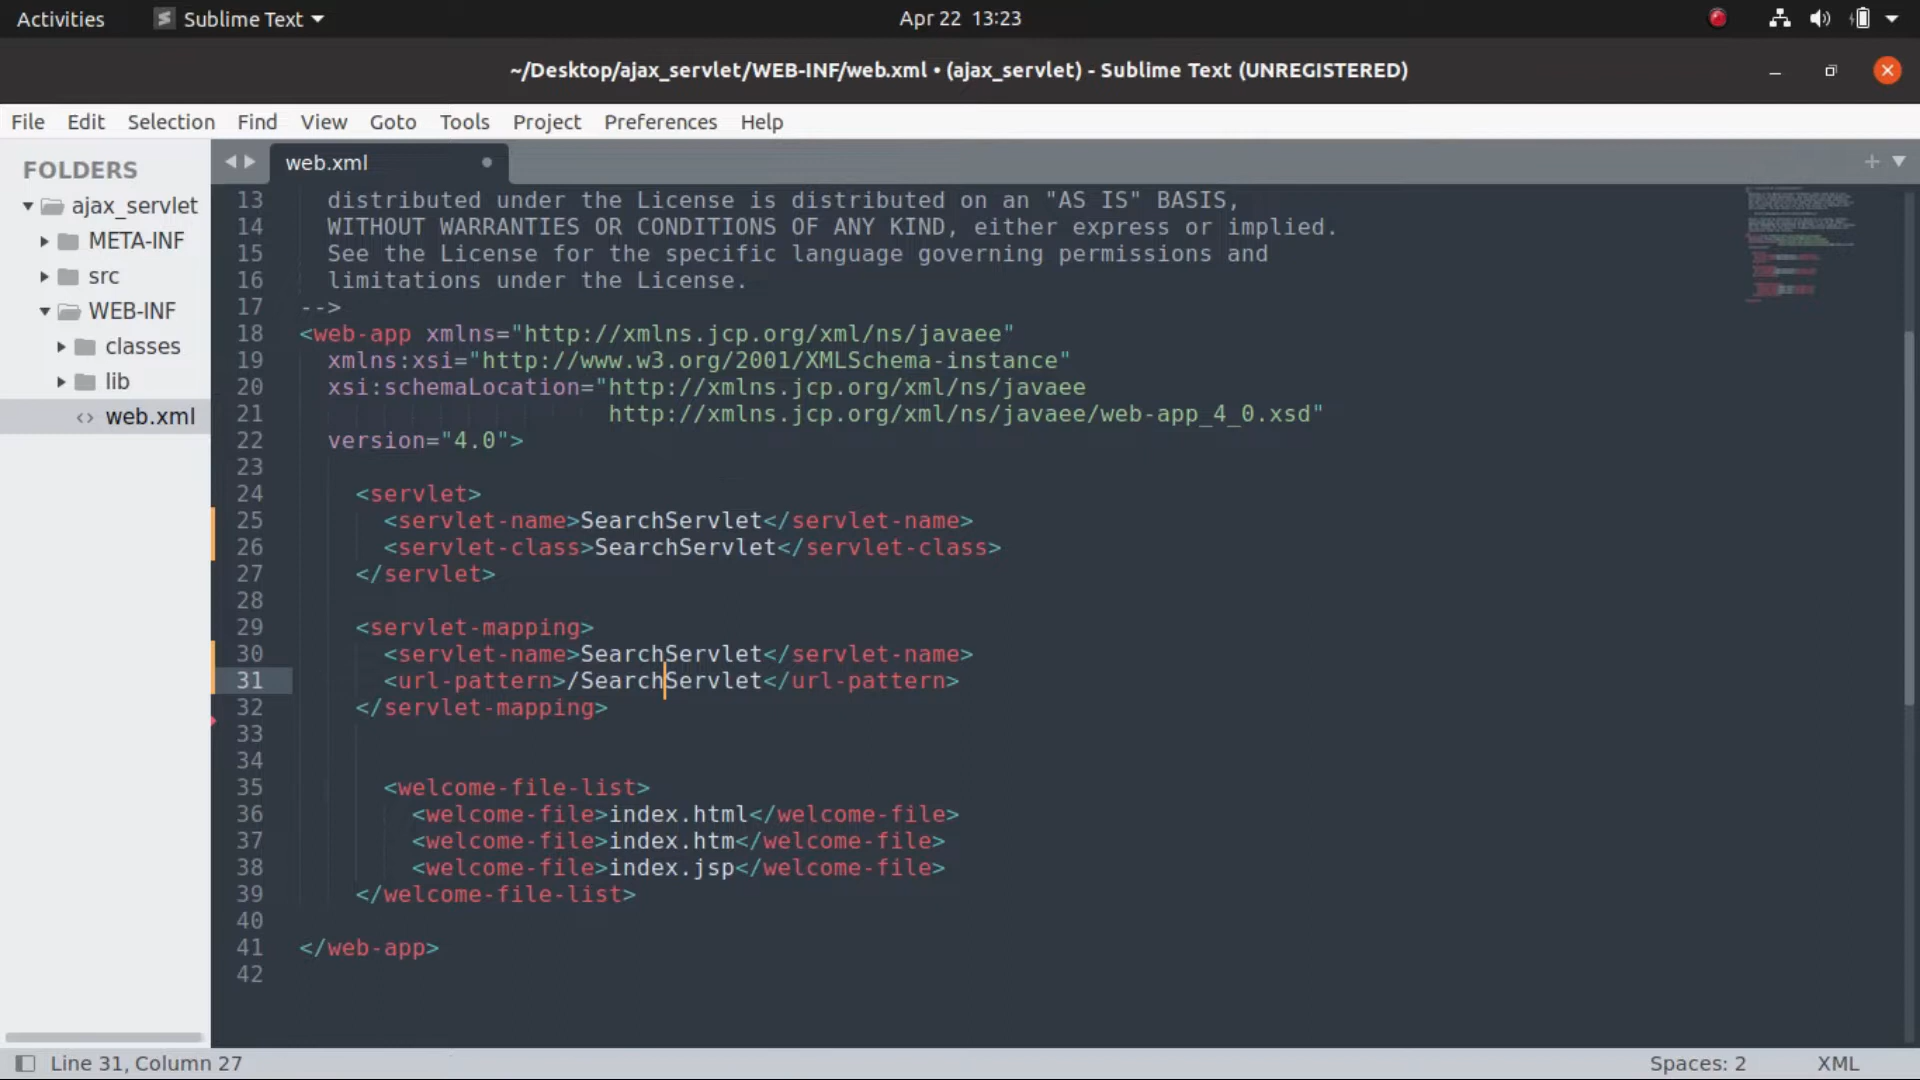 Activities
Sublime Text
Apr 22 13:23
~/Desktop/ajax_servlet/WEB-INF/web.xml • (ajax_servlet) - Sublime Text (UNREGISTERED)
File Edit Selection Find View Goto Tools Project Preferences Help
FOLDERS
ajax_servlet
META-INF
src
WEB-INF
classes
lib
web.xml
web.xml
13 distributed under the License is distributed on an "AS IS" BASIS,
14 WITHOUT WARRANTIES OR CONDITIONS OF ANY KIND, either express or implied.
15 See the License for the specific language governing permissions and
16 limitations under the License.
17 -->
18 <web-app xmlns="http://xmlns.jcp.org/xml/ns/javaee"
19 xmlns:xsi="http://www.w3.org/2001/XMLSchema-instance"
20 xsi:schemaLocation="http://xmlns.jcp.org/xml/ns/javaee
21 http://xmlns.jcp.org/xml/ns/javaee/web-app_4_0.xsd"
22 version="4.0">
23
24 <servlet>
25 <servlet-name>SearchServlet</servlet-name>
26 <servlet-class>SearchServlet</servlet-class>
27 </servlet>
28
29 <servlet-mapping>
30 <servlet-name>SearchServlet</servlet-name>
31 <url-pattern>/SearchServlet</url-pattern>
32 </servlet-mapping>
33
34
35 <welcome-file-list>
36 <welcome-file>index.html</welcome-file>
37 <welcome-file>index.htm</welcome-file>
38 <welcome-file>index.jsp</welcome-file>
39 </welcome-file-list>
40
41 </web-app>
42
Line 31, Column 27
Spaces: 2
XML